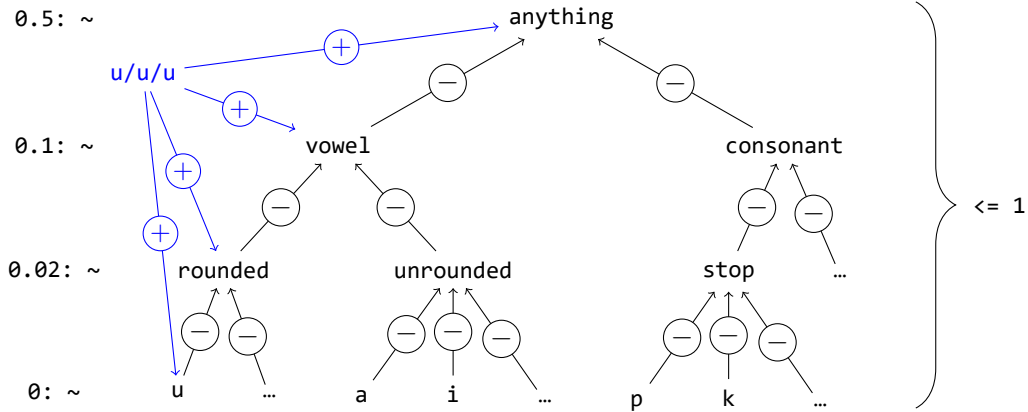 0.5: ~ anything
u/u/u + + − −
0.1: ~ vowel consonant
+ + − − − − <= 1
0.02: ~ rounded unrounded stop …
− − − − − − − −
0: ~ u … a i … p k …